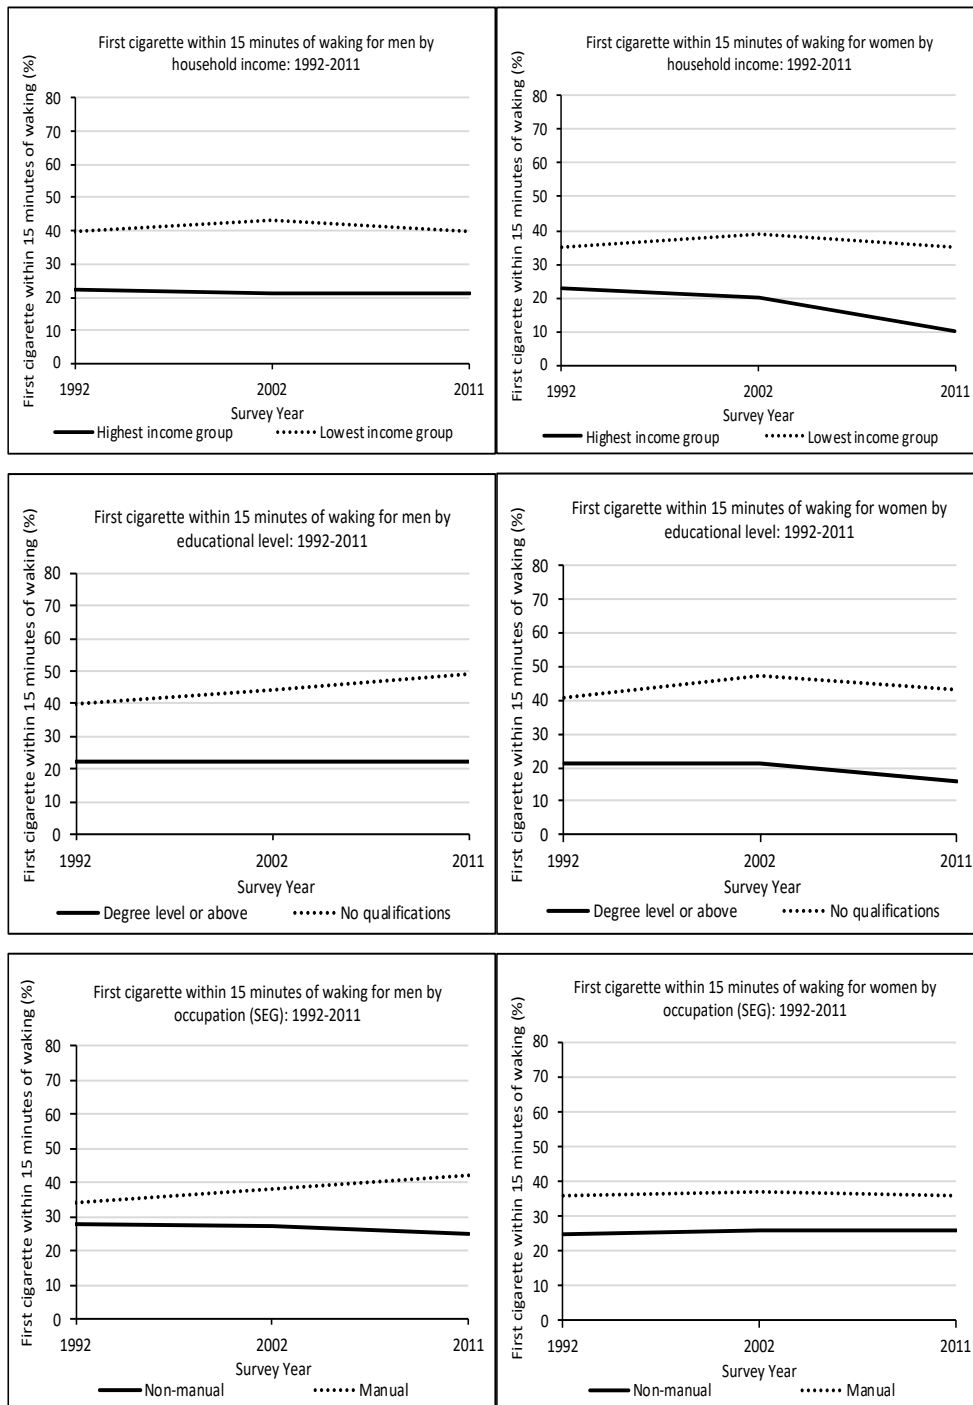 First cigarette within 15 minutes of waking for men by
household income: 1992-2011
First cigarette within 15 minutes of waking (%)
80
70
60
50
40
30
20
10
0
1992
2002
2011
Survey Year
Highest income group
Lowest income group
First cigarette within 15 minutes of waking for women by
household income: 1992-2011
First cigarette within 15 minutes of waking (%)
80
70
60
50
40
30
20
10
0
1992
2002
2011
Survey Year
Highest income group
Lowest income group
First cigarette within 15 minutes of waking for men by
educational level: 1992-2011
First cigarette within 15 minutes of waking (%)
80
70
60
50
40
30
20
10
0
1992
2002
2011
Survey Year
Degree level or above
No qualifications
First cigarette within 15 minutes of waking for women by
educational level: 1992-2011
First cigarette within 15 minutes of waking (%)
80
70
60
50
40
30
20
10
0
1992
2002
2011
Survey Year
Degree level or above
No qualifications
First cigarette within 15 minutes of waking for men by
occupation (SEG): 1992-2011
First cigarette within 15 minutes of waking (%)
80
70
60
50
40
30
20
10
0
1992
2002
2011
Survey Year
Non-manual
Manual
First cigarette within 15 minutes of waking for women by
occupation (SEG): 1992-2011
First cigarette within 15 minutes of waking (%)
80
70
60
50
40
30
20
10
0
1992
2002
2011
Survey Year
Non-manual
Manual